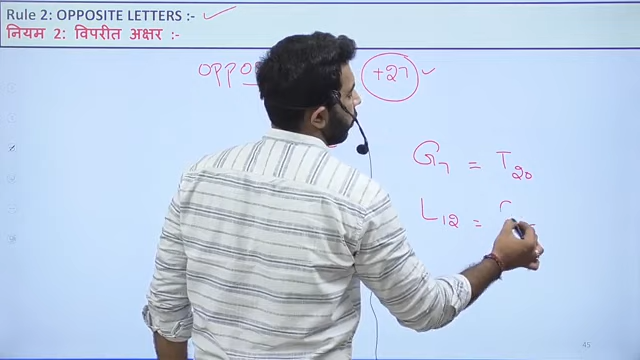 Rule 2: OPPOSITE LETTERS :-
नियम 2: विपरीत अक्षर :-
+27
G7 = T20
L12 =
45